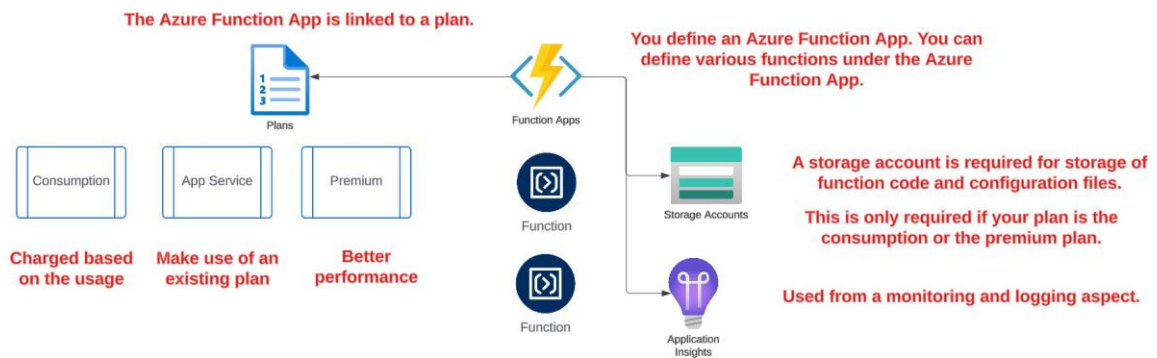 The Azure Function App is linked to a plan.
1
2
3
Plans
Function Apps
You define an Azure Function App. You can
define various functions under the Azure
Function App.
Consumption
App Service
Premium
Charged based
on the usage
Make use of an
existing plan
Better
performance
Function
Function
Storage Accounts
A storage account is required for storage of
function code and configuration files.
This is only required if your plan is the
consumption or the premium plan.
Application
Insights
Used from a monitoring and logging aspect.